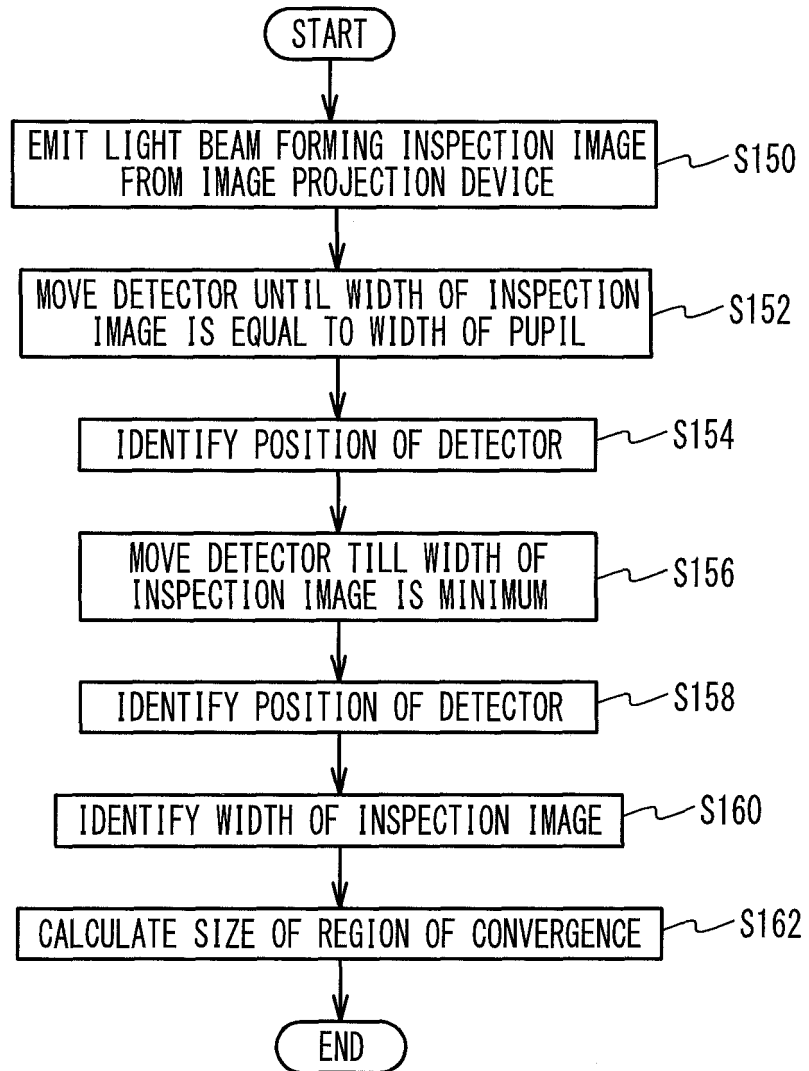 START
EMIT LIGHT BEAM FORMING INSPECTION IMAGE
FROM IMAGE PROJECTION DEVICE
S150
MOVE DETECTOR UNTIL WIDTH OF INSPECTION
IMAGE IS EQUAL TO WIDTH OF PUPIL
S152
IDENTIFY POSITION OF DETECTOR
S154
MOVE DETECTOR TILL WIDTH OF
INSPECTION IMAGE IS MINIMUM
S156
IDENTIFY POSITION OF DETECTOR
S158
IDENTIFY WIDTH OF INSPECTION IMAGE
S160
CALCULATE SIZE OF REGION OF CONVERGENCE
S162
END